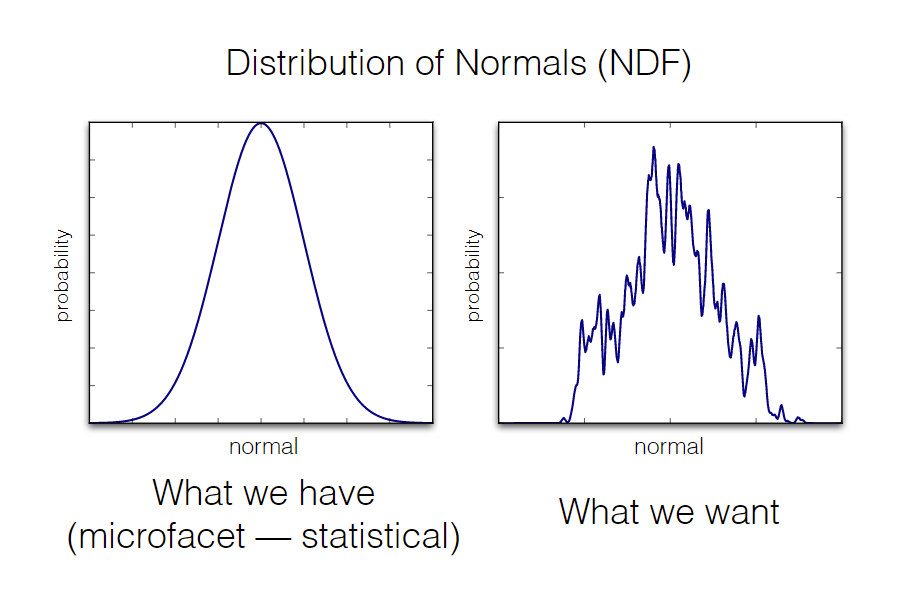 Distribution of Normals (NDF)
probability
normal
What we have
(microfacet — statistical)
probability
normal
What we want